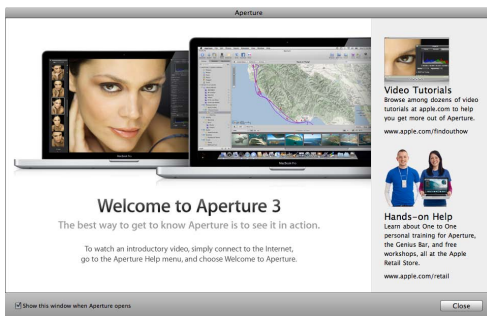 Aperture
Welcome to Aperture 3
The best way to get to know Aperture is to see it in action.
To watch an introductory video, simply connect to the Internet,
go to the Aperture Help menu, and choose Welcome to Aperture.
Video Tutorials
Browse among dozens of video
tutorials at apple.com to help
you get more out of Aperture.
www.apple.com/findouthow
Hands-on Help
Learn about One to One
personal training for Aperture,
the Genius Bar, and free
workshops, all at the Apple
Retail Store.
www.apple.com/retail
Show this window when Aperture opens
Close